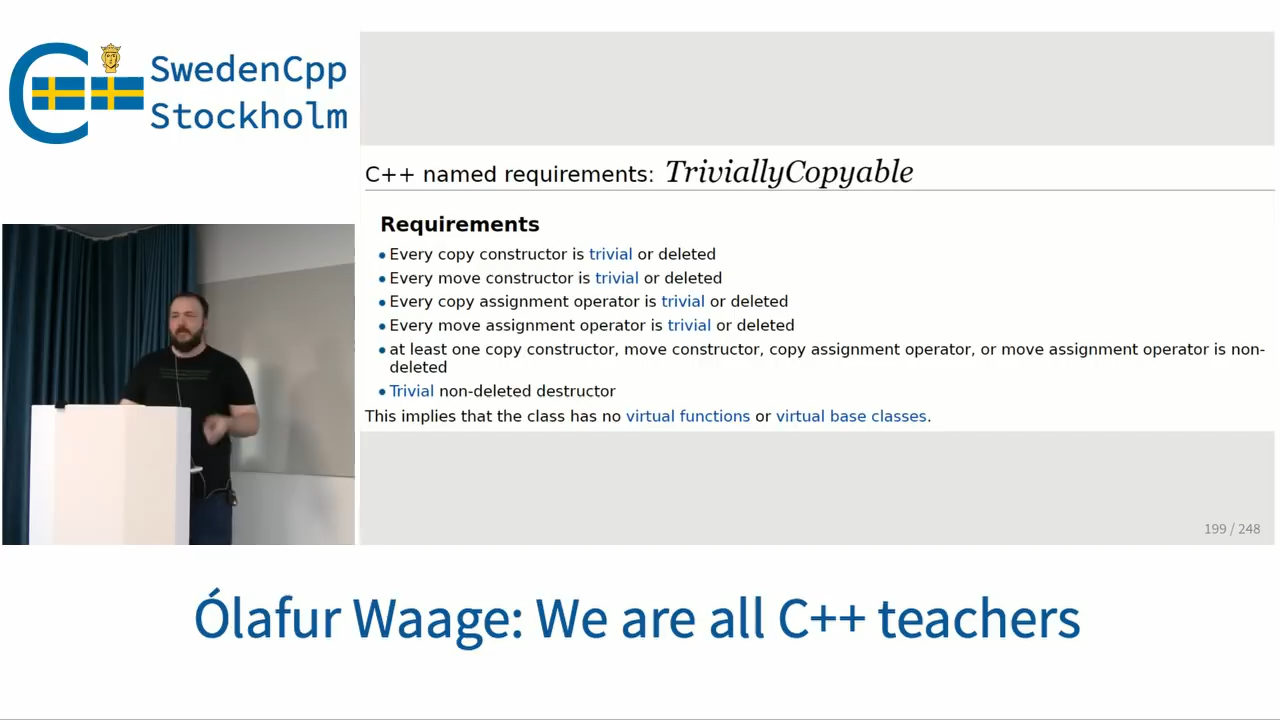 SwedenCpp
Stockholm
C++ named requirements: TriviallyCopyable
Requirements
• Every copy constructor is trivial or deleted
• Every move constructor is trivial or deleted
• Every copy assignment operator is trivial or deleted
• Every move assignment operator is trivial or deleted
• at least one copy constructor, move constructor, copy assignment operator, or move assignment operator is non-
deleted
• Trivial non-deleted destructor
This implies that the class has no virtual functions or virtual base classes.
199 / 248
Ólafur Waage: We are all C++ teachers